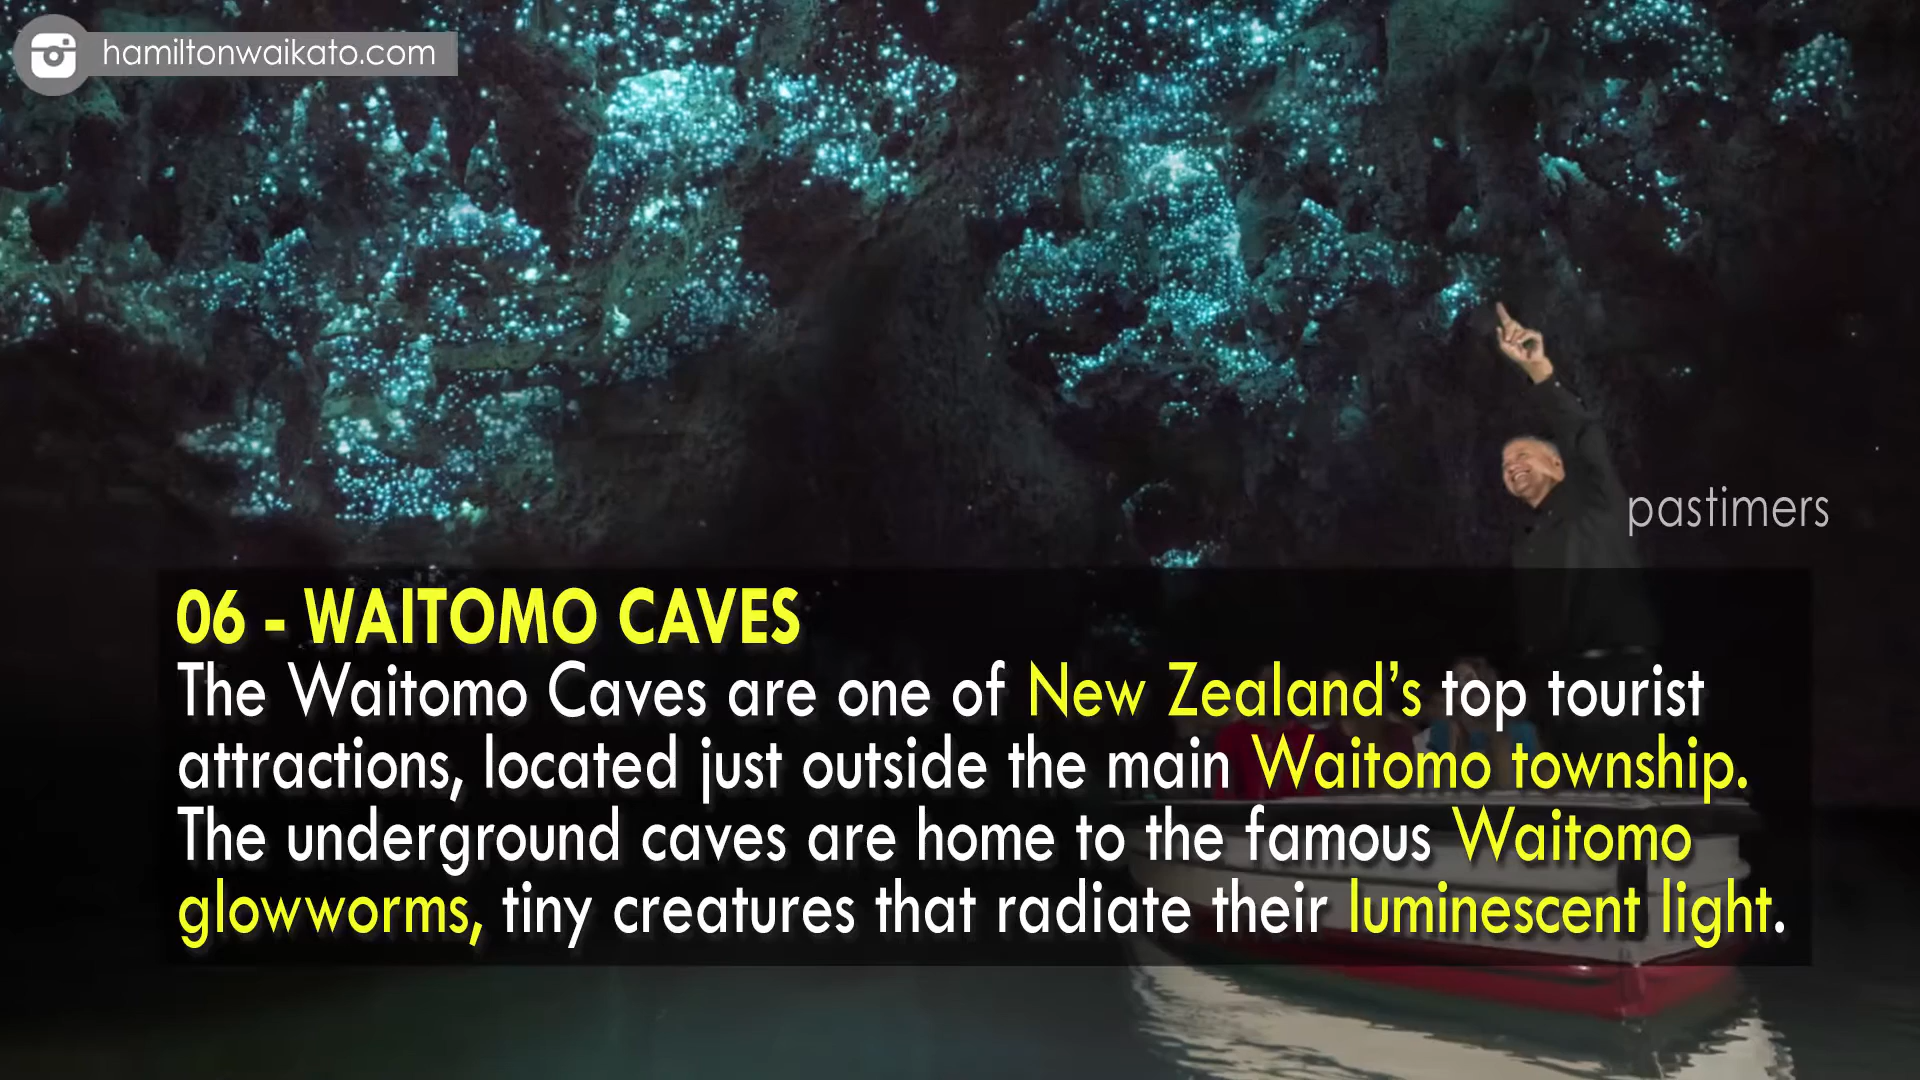 hamiltonwaikato.com
pastimers
06 - WAITOMO CAVES
The Waitomo Caves are one of New Zealand’s top tourist
attractions, located just outside the main Waitomo township.
The underground caves are home to the famous Waitomo
glowworms, tiny creatures that radiate their luminescent light.